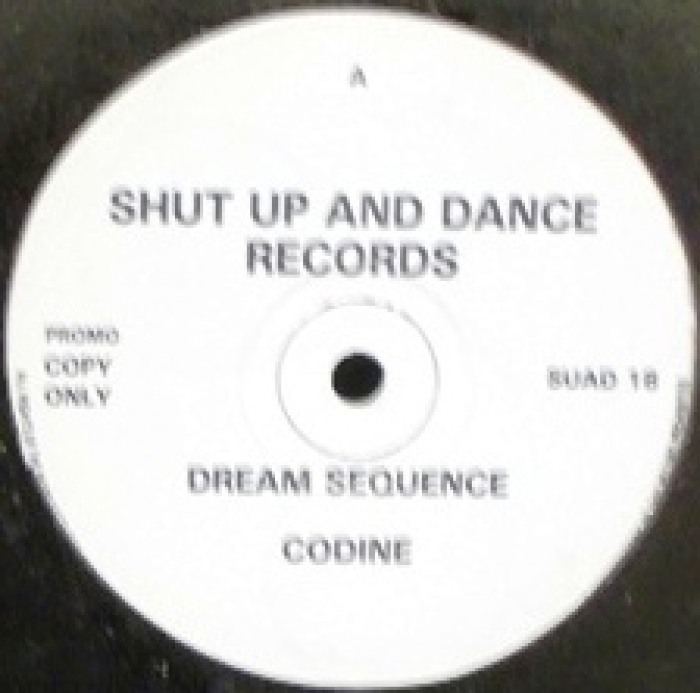 A
SHUT UP AND DANCE
RECORDS
PROMO
COPY
ONLY
SUAD 18
DREAM SEQUENCE
CODINE